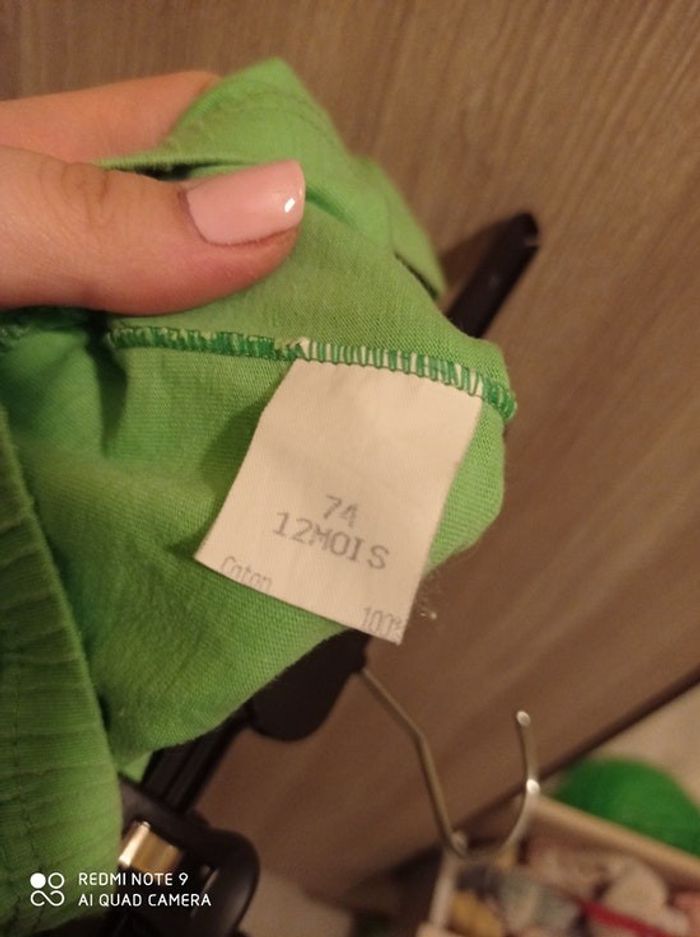 74
12MOIS
Coton 100%
REDMI NOTE 9
AI QUAD CAMERA